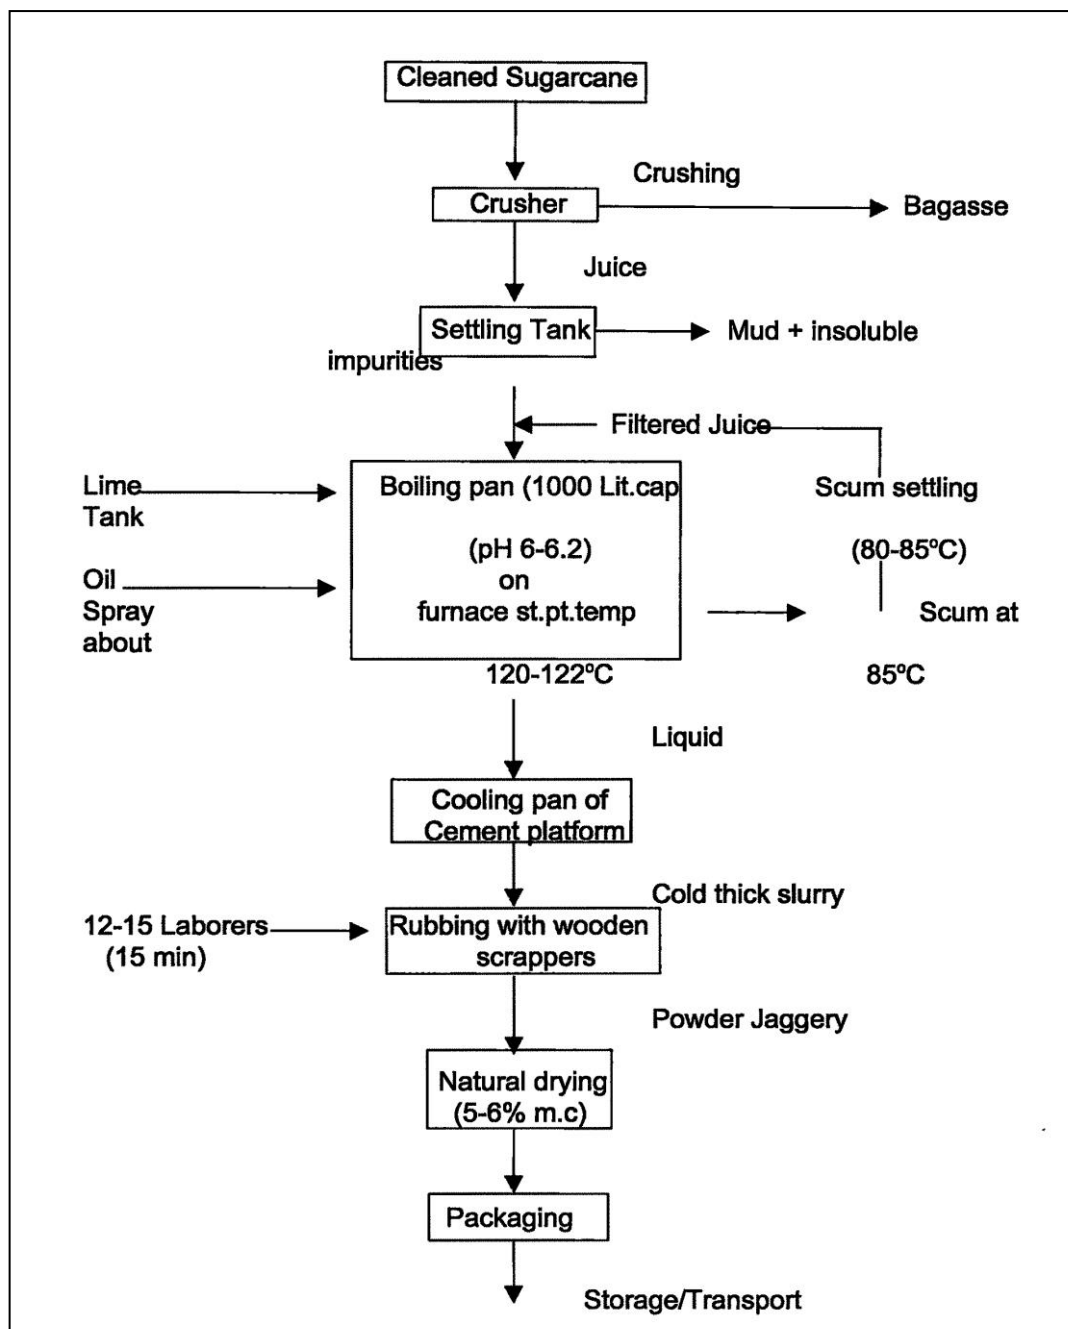 Cleaned Sugarcane
Crushing
Crusher
Bagasse
Juice
Settling Tank
Mud + insoluble
impurities
Filtered Juice
Lime
Tank
Boiling pan (1000 Lit.cap
Scum settling
(pH 6-6.2)
(80-85ºC)
Oil
Spray
about
on
furnace st.pt.temp
Scum at
120-122ºC
85ºC
Liquid
Cooling pan of
Cement platform
Cold thick slurry
12-15 Laborers
(15 min)
Rubbing with wooden
scrappers
Powder Jaggery
Natural drying
(5-6% m.c)
Packaging
Storage/Transport